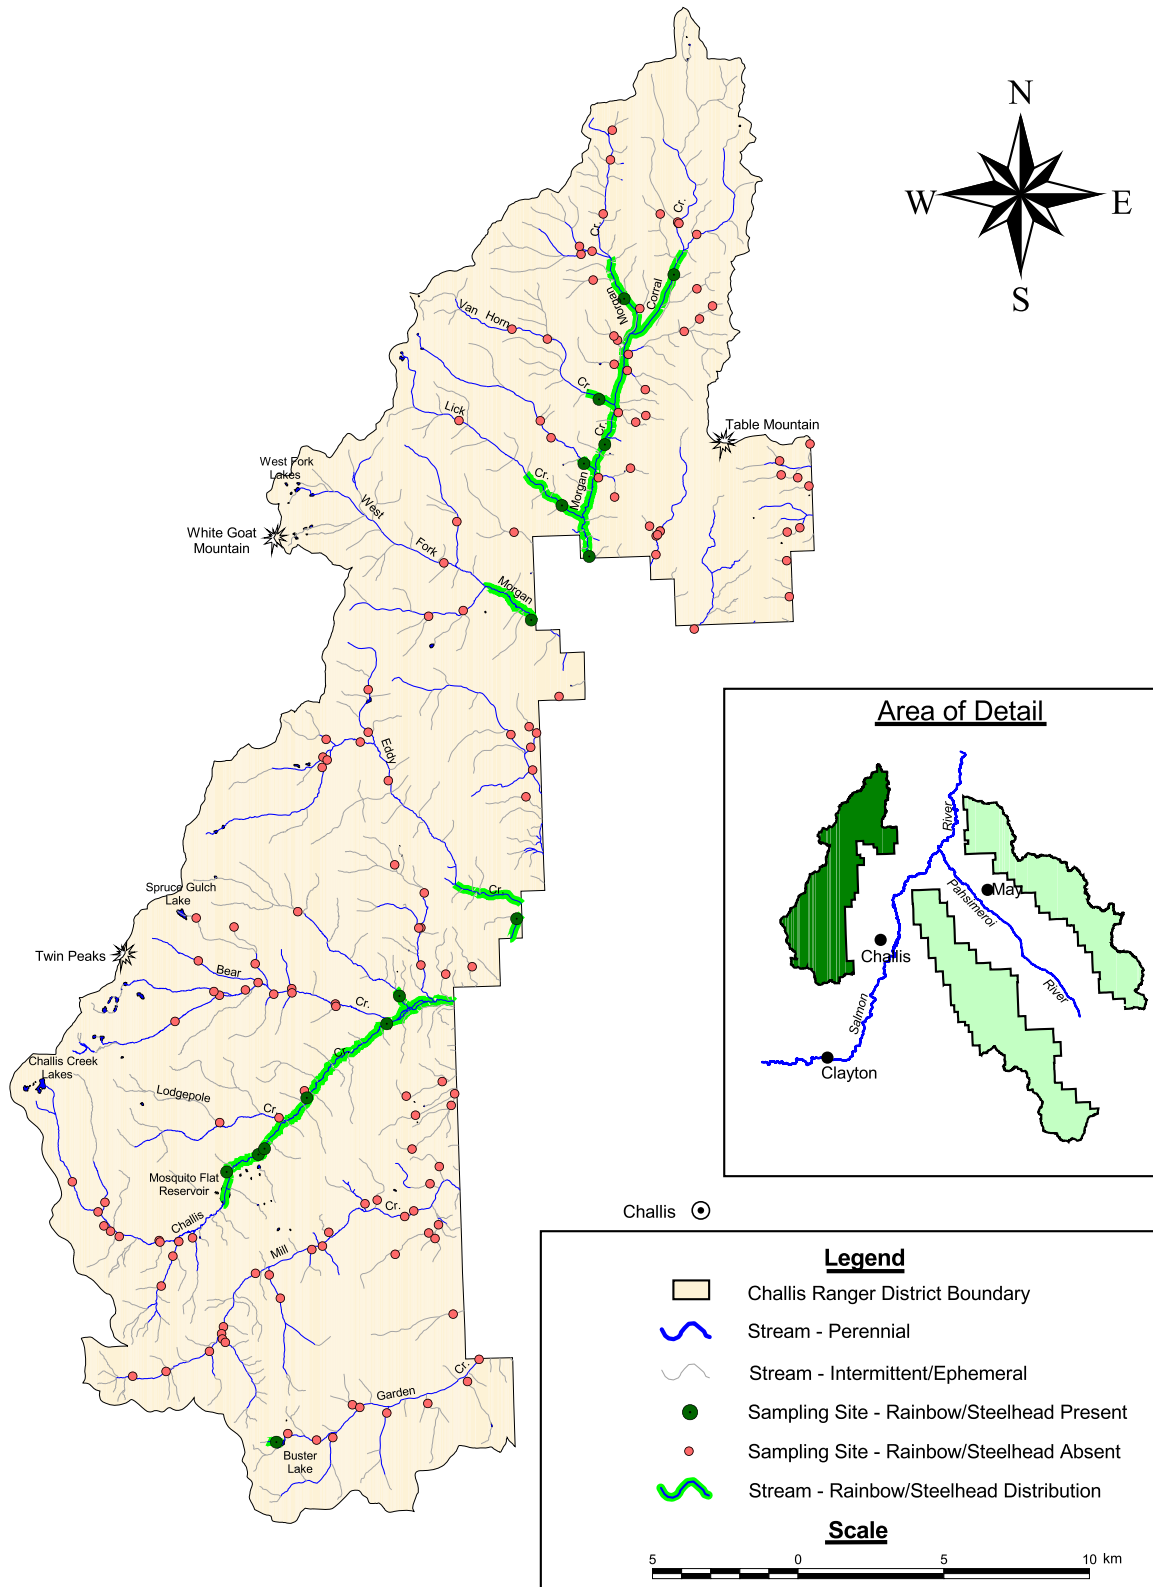 N
W
E
S
Cr.
Cr.
Morgan
Corral
Van Horn
Cr.
Lick
Cr.
Cr.
Morgan
Table Mountain
West Fork
Lakes
West
Fork
Morgan
White Goat
Mountain
Eddy
Cr.
Spruce Gulch
Lake
Twin Peaks
Bear
Cr.
Cr.
Challis Creek
Lakes
Lodgepole
Cr.
Mosquito Flat
Reservoir
Challis
Cr.
Mill
Garden
Cr.
Buster
Lake
Area of Detail
River
Pahsimeroi
May
Challis
River
Salmon
Clayton
Challis
Legend
Challis Ranger District Boundary
Stream - Perennial
Stream - Intermittent/Ephemeral
Sampling Site - Rainbow/Steelhead Present
Sampling Site - Rainbow/Steelhead Absent
Stream - Rainbow/Steelhead Distribution
Scale
5 0 5 10 km